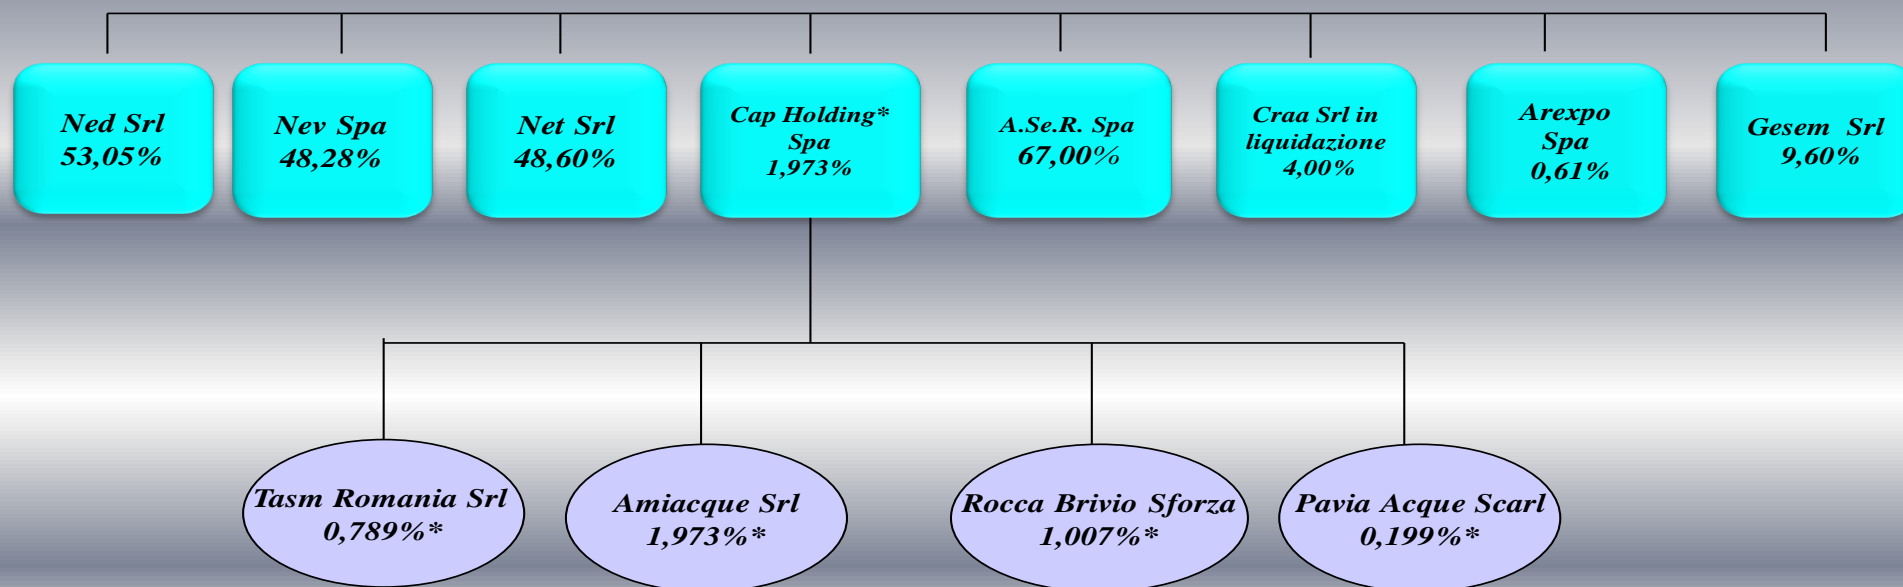 Ned Srl
53,05%
Nev Spa
48,28%
Net Srl
48,60%
Cap Holding*
Spa
1,973%
A.Se.R. Spa
67,00%
Craa Srl in
liquidazione
4,00%
Arexpo
Spa
0,61%
Gesem Srl
9,60%
Tasm Romania Srl
0,789%*
Amiacque Srl
1,973%*
Rocca Brivio Sforza
1,007%*
Pavia Acque Scarl
0,199%*